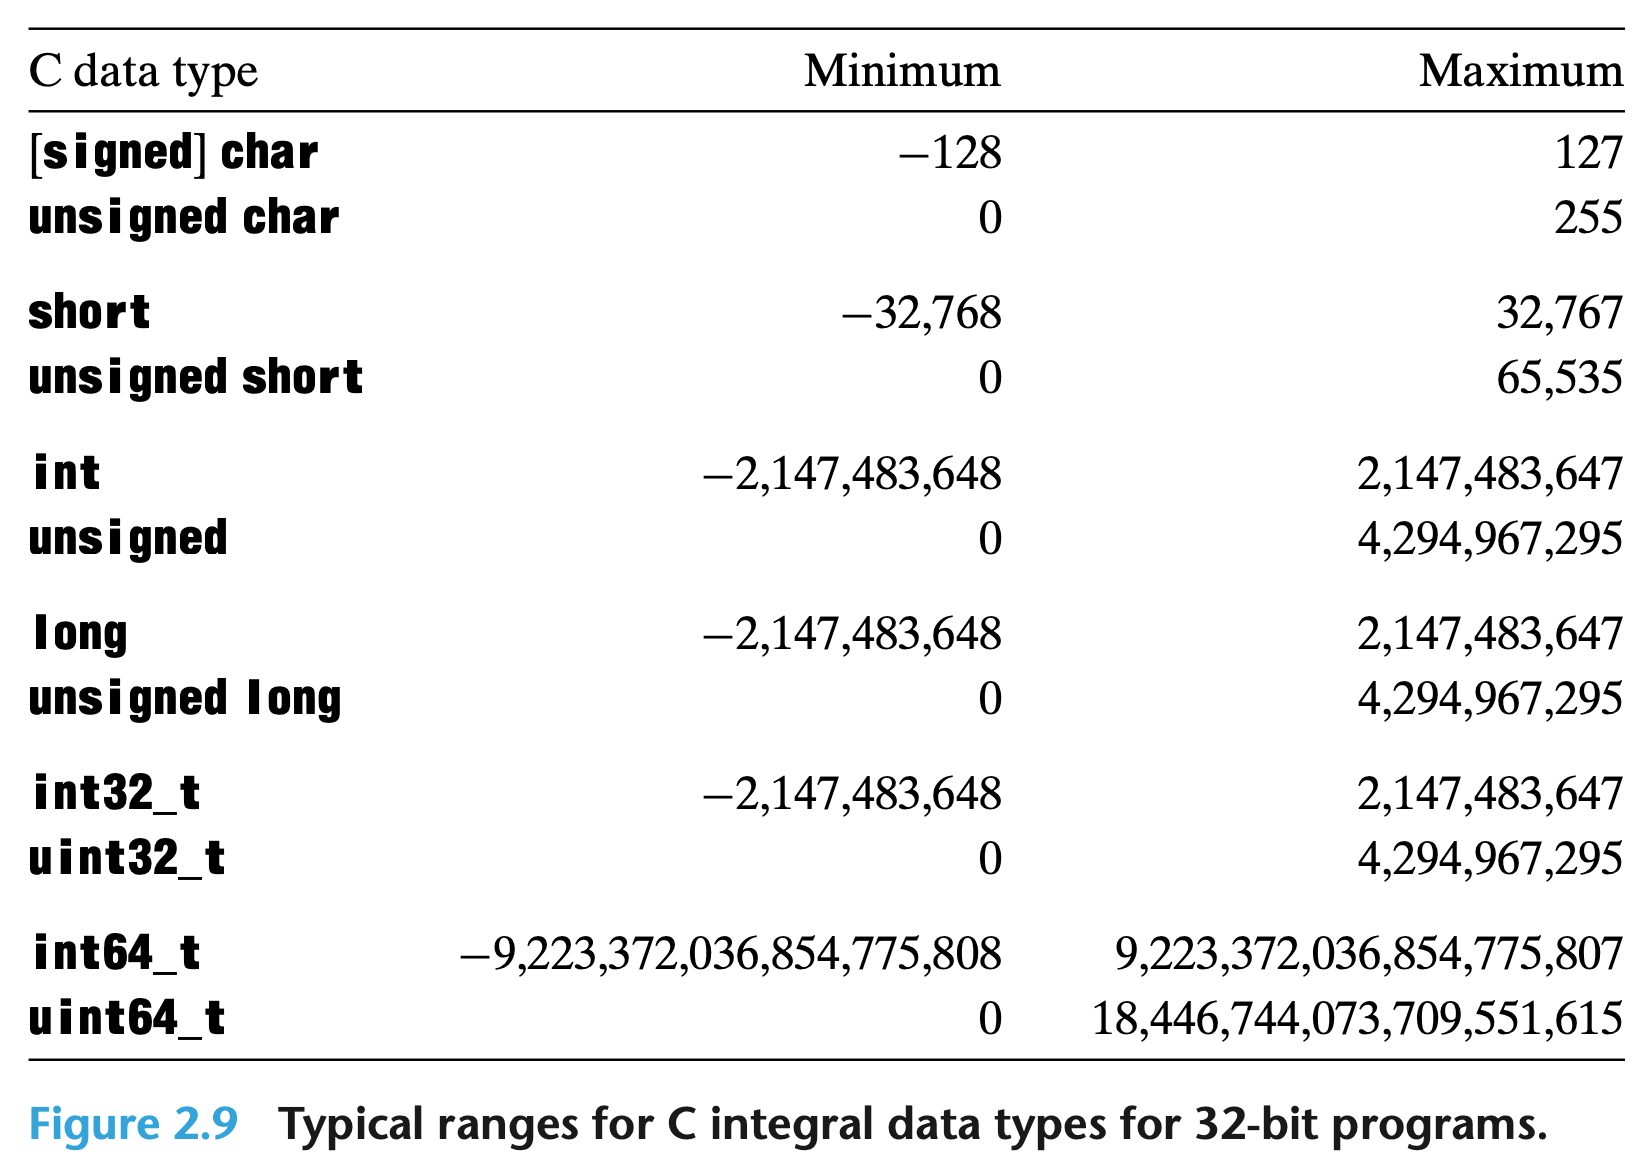 C data type Minimum Maximum
[signed] char −128 127
unsigned char 0 255
short −32,768 32,767
unsigned short 0 65,535
int −2,147,483,648 2,147,483,647
unsigned 0 4,294,967,295
long −2,147,483,648 2,147,483,647
unsigned long 0 4,294,967,295
int32_t −2,147,483,648 2,147,483,647
uint32_t 0 4,294,967,295
int64_t −9,223,372,036,854,775,808 9,223,372,036,854,775,807
uint64_t 0 18,446,744,073,709,551,615
Figure 2.9 Typical ranges for C integral data types for 32-bit programs.